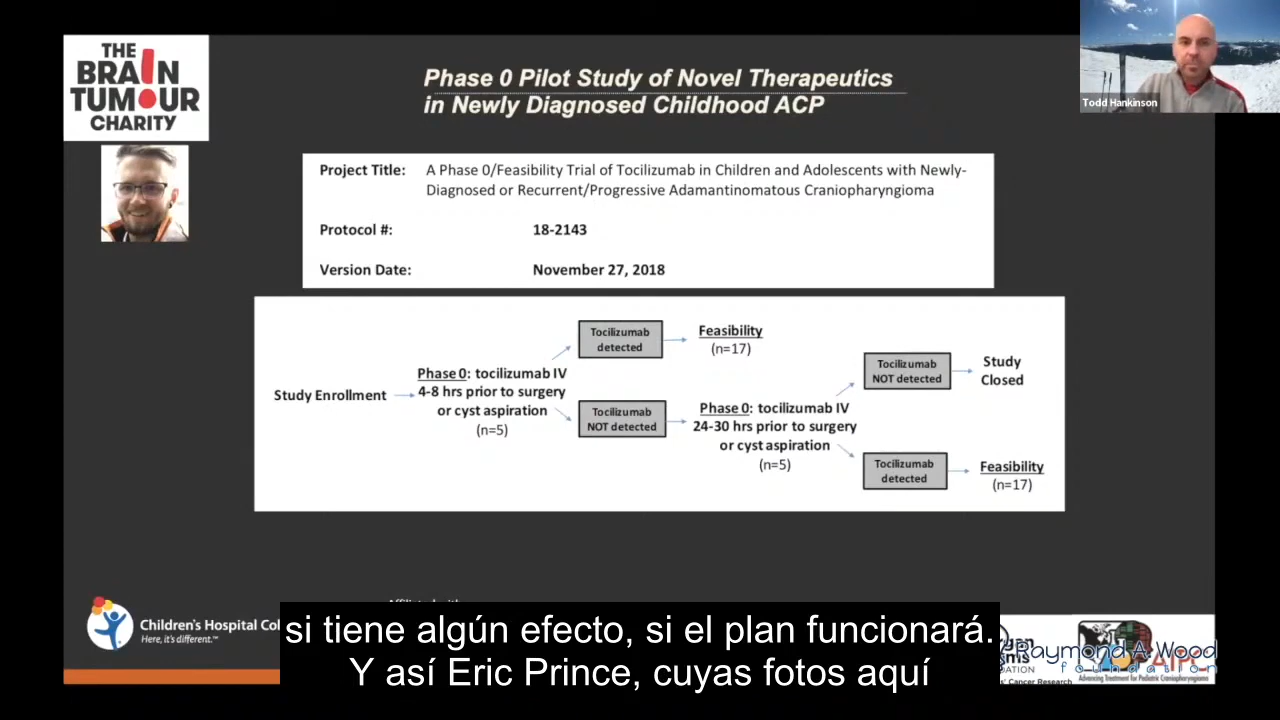 THE
BRAIN
TUMOUR
CHARITY
Phase 0 Pilot Study of Novel Therapeutics
in Newly Diagnosed Childhood ACP
Todd Hankinson
Project Title: A Phase 0/Feasibility Trial of Tocilizumab in Children and Adolescents with Newly-
Diagnosed or Recurrent/Progressive Adamantinomatous Craniopharyngioma
Protocol #: 18-2143
Version Date: November 27, 2018
Study Enrollment
Phase 0: tocilizumab IV
4-8 hrs prior to surgery
or cyst aspiration
(n=5)
Tocilizumab
detected
Feasibility
(n=17)
Tocilizumab
NOT detected
Phase 0: tocilizumab IV
24-30 hrs prior to surgery
or cyst aspiration
(n=5)
Tocilizumab
NOT detected
Study
Closed
Tocilizumab
detected
Feasibility
(n=17)
Children's Hospital Col
Here, it's different.™
si tiene algún efecto, si el plan funcionará.
Y así Eric Prince, cuyas fotos aquí
Raymond A Wood
foundation
Advancing Treatment for Pediatric Craniopharyngioma